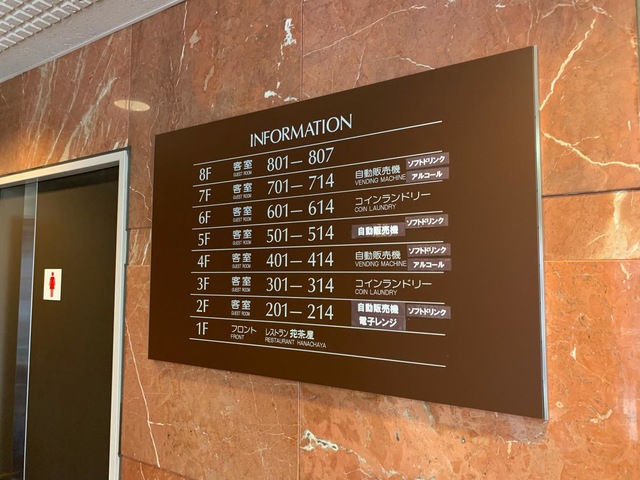 INFORMATION
8F 客室 GUEST ROOM 801－807
7F 客室 GUEST ROOM 701－714 自動販売機 VENDING MACHINE ソフトドリンク アルコール
6F 客室 GUEST ROOM 601－614 コインランドリー COIN LAUNDRY
5F 客室 GUEST ROOM 501－514 自動販売機 ソフトドリンク
4F 客室 GUEST ROOM 401－414 自動販売機 VENDING MACHINE ソフトドリンク アルコール
3F 客室 GUEST ROOM 301－314 コインランドリー COIN LAUNDRY
2F 客室 GUEST ROOM 201－214 自動販売機 電子レンジ ソフトドリンク
1F フロント FRONT レストラン 花茶屋 RESTAURANT HANACHAYA